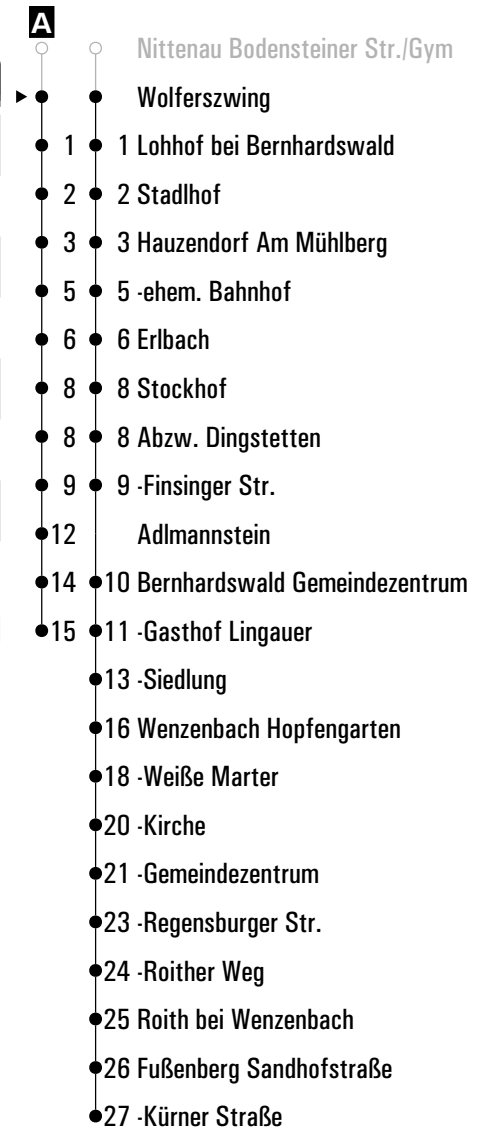 A
Nittenau Bodensteiner Str./Gym
Wolferszwing
1 1 Lohhof bei Bernhardswald
2 2 Stadlhof
3 3 Hauzendorf Am Mühlberg
5 5 -ehem. Bahnhof
6 6 Erlbach
8 8 Stockhof
8 8 Abzw. Dingstetten
9 9 -Finsinger Str.
12 Adlmannstein
14 10 Bernhardswald Gemeindezentrum
15 11 -Gasthof Lingauer
13 -Siedlung
16 Wenzenbach Hopfengarten
18 -Weiße Marter
20 -Kirche
21 -Gemeindezentrum
23 -Regensburger Str.
24 -Roither Weg
25 Roith bei Wenzenbach
26 Fußenberg Sandhofstraße
27 -Kürner Straße